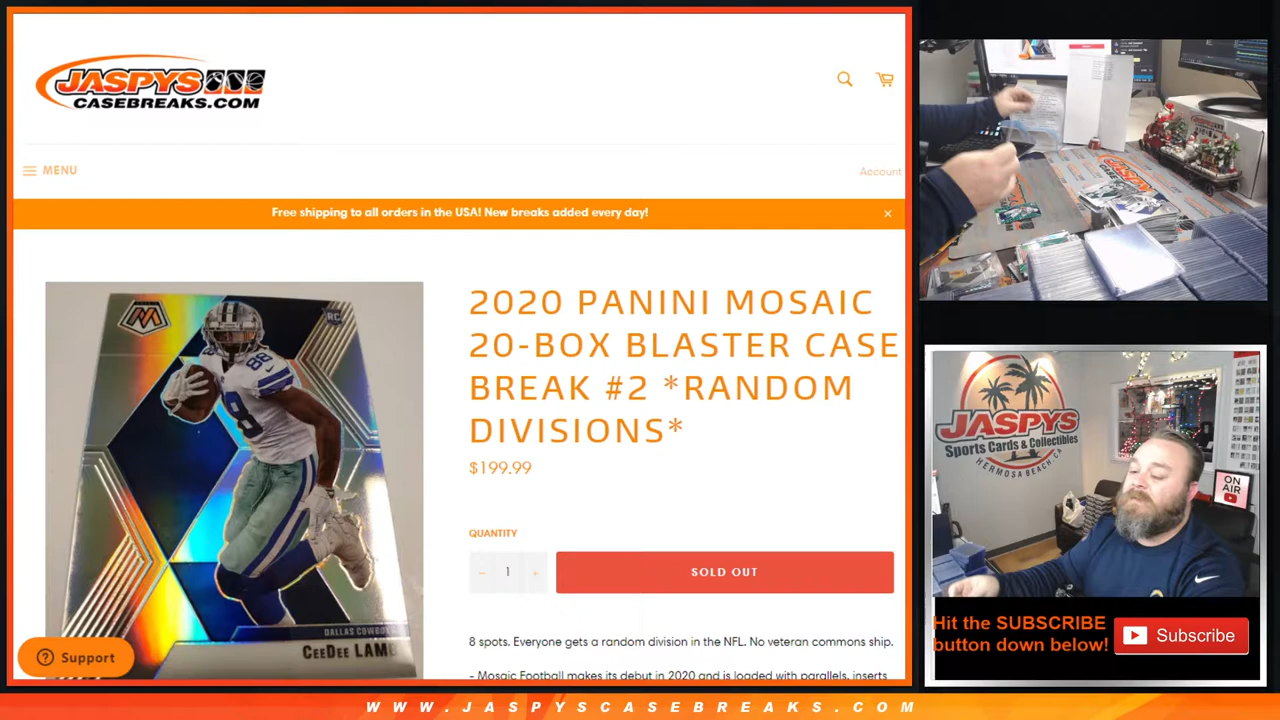 JASPYS
CASEBREAKS.COM
MENU
Account
Free shipping to all orders in the USA! New breaks added every day!
×
2020 PANINI MOSAIC
20-BOX BLASTER CASE
BREAK #2 *RANDOM
DIVISIONS*
$199.99
QUANTITY
− 1 +
SOLD OUT
8 spots. Everyone gets a random division in the NFL. No veteran commons ship.
- Mosaic Football makes its debut in 2020 and is loaded with parallels, inserts
RC
88
DALLAS COWBOYS
CEEDEE LAMB
Support
JASPYS
Sports Cards & Collectibles
HERMOSA BEACH, CA
ON
AIR
Hit the SUBSCRIBE
button down below!
Subscribe
WWW.JASPYSCASEBREAKS.COM